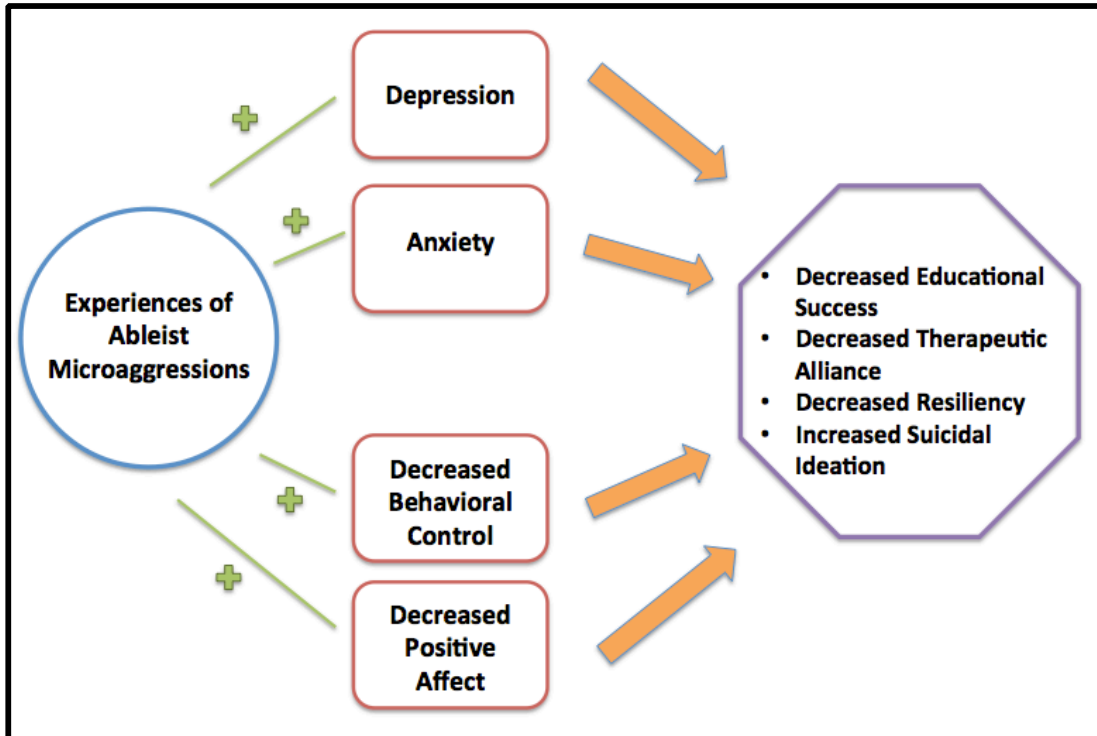 Depression
Anxiety
Experiences of
Ableist
Microaggressions
Decreased
Behavioral
Control
Decreased
Positive
Affect
• Decreased Educational
Success
• Decreased Therapeutic
Alliance
• Decreased Resiliency
• Increased Suicidal
Ideation